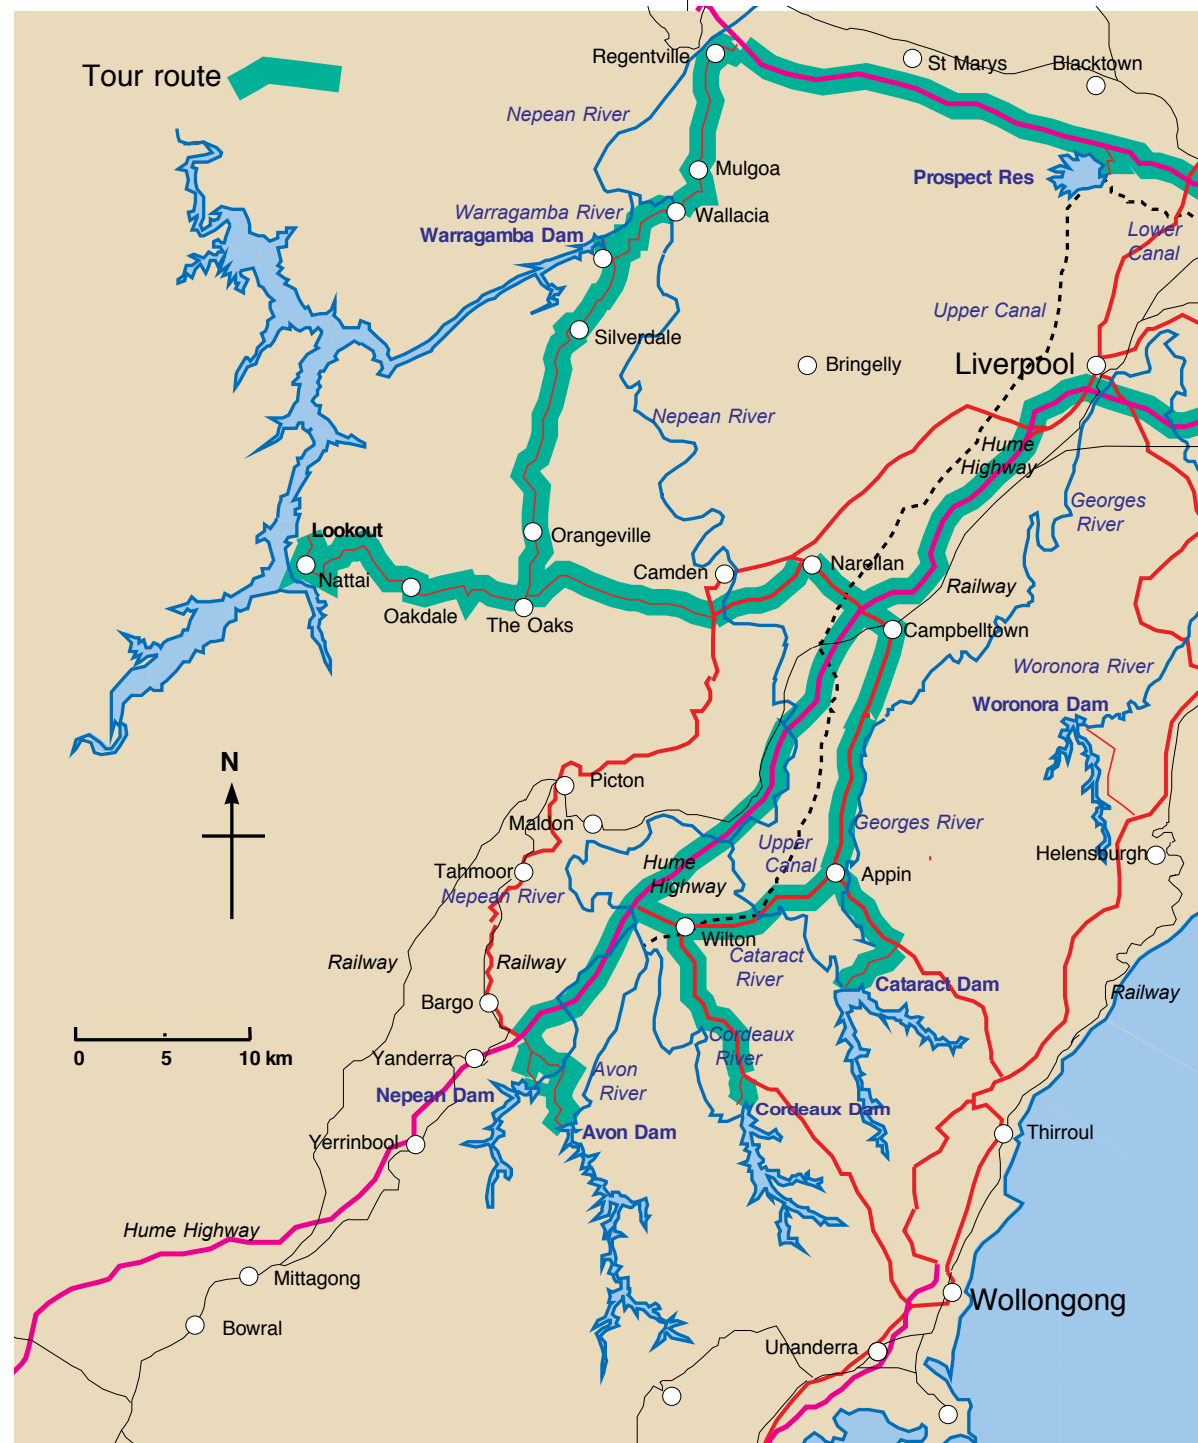 Regentville
St Marys
Blacktown
Tour route
Nepean River
Mulgoa
Prospect Res
Warragamba River
Wallacia
Warragamba Dam
Lower
Canal
Upper Canal
Silverdale
Bringelly
Liverpool
Nepean River
Hume
Highway
Georges
River
Lookout
Orangeville
Nattai
Camden
Narellan
Railway
Oakdale
The Oaks
Campbelltown
Woronora River
Woronora Dam
N
Picton
Maldon
Georges River
Upper
Canal
Helensburgh
Hume
Highway
Tahmoor
Appin
Nepean River
Wilton
Railway
Railway
Cataract
River
Cataract Dam
Railway
Bargo
0 5 10 km
Yanderra
Cordeaux
River
Avon
River
Nepean Dam
Cordeaux Dam
Avon Dam
Thirroul
Yerrinbool
Hume Highway
Mittagong
Wollongong
Bowral
Unanderra